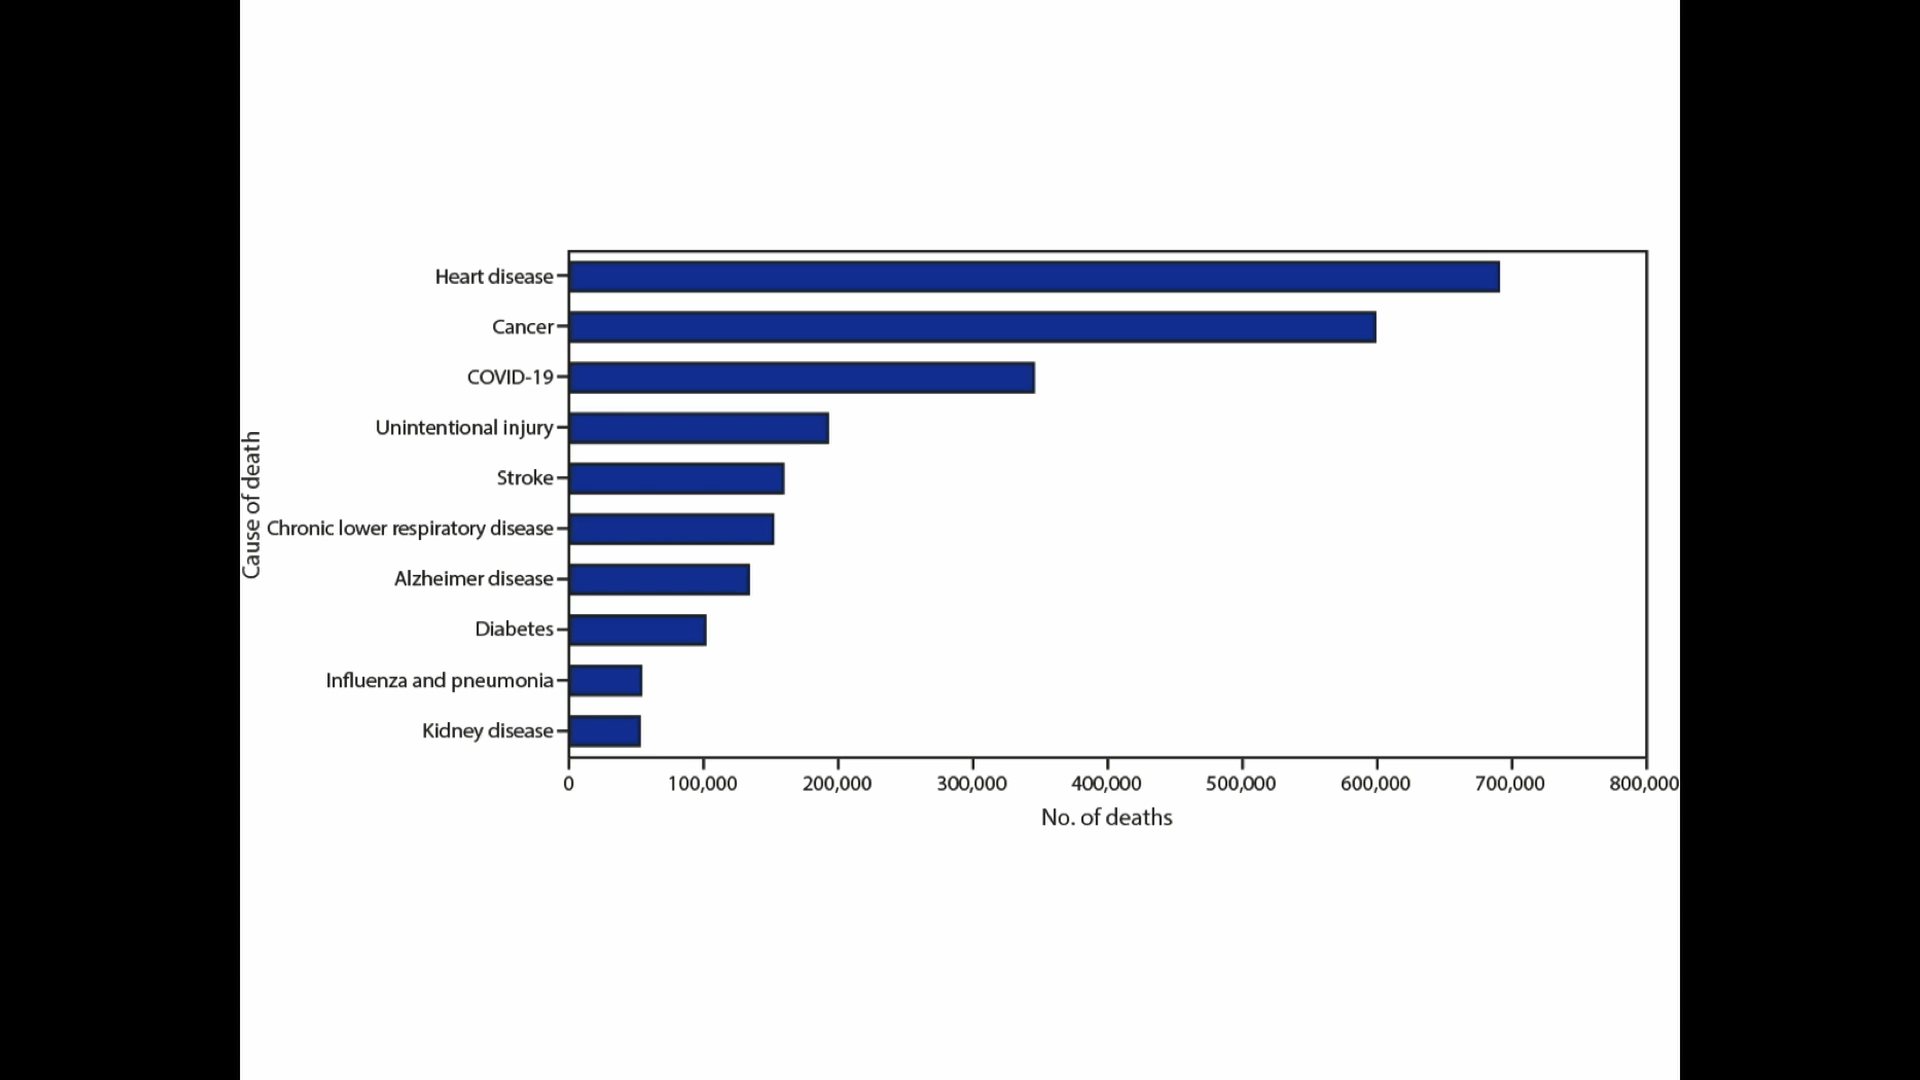 Heart disease
Cancer
COVID-19
Unintentional injury
Stroke
Chronic lower respiratory disease
Alzheimer disease
Diabetes
Influenza and pneumonia
Kidney disease
Cause of death
0 100,000 200,000 300,000 400,000 500,000 600,000 700,000 800,000
No. of deaths